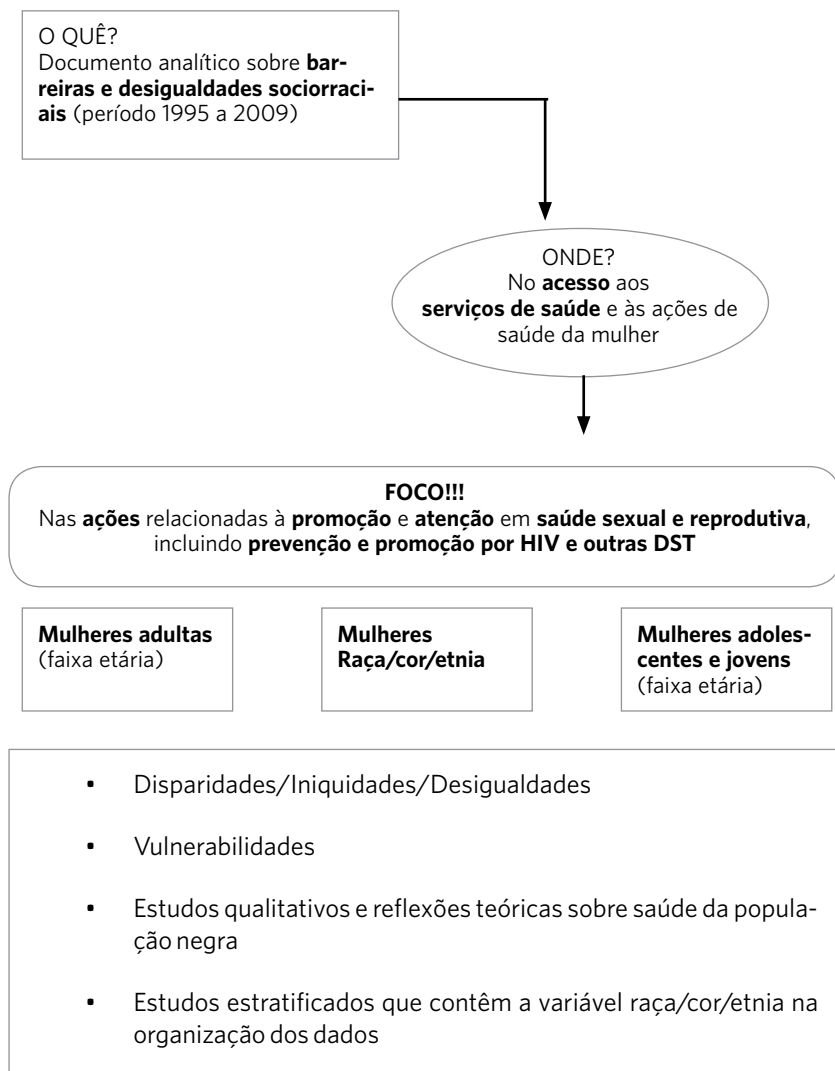 O QUÊ?
Documento analítico sobre bar-
reiras e desigualdades sociorraci-
ais (período 1995 a 2009)
ONDE?
No acesso aos
serviços de saúde e às ações de
saúde da mulher
FOCO!!!
Nas ações relacionadas à promoção e atenção em saúde sexual e reprodutiva,
incluindo prevenção e promoção por HIV e outras DST
Mulheres adultas
(faixa etária)
Mulheres
Raça/cor/etnia
Mulheres adoles-
centes e jovens
(faixa etária)
• Disparidades/Iniquidades/Desigualdades
• Vulnerabilidades
• Estudos qualitativos e reflexões teóricas sobre saúde da popula-
ção negra
• Estudos estratificados que contêm a variável raça/cor/etnia na
organização dos dados